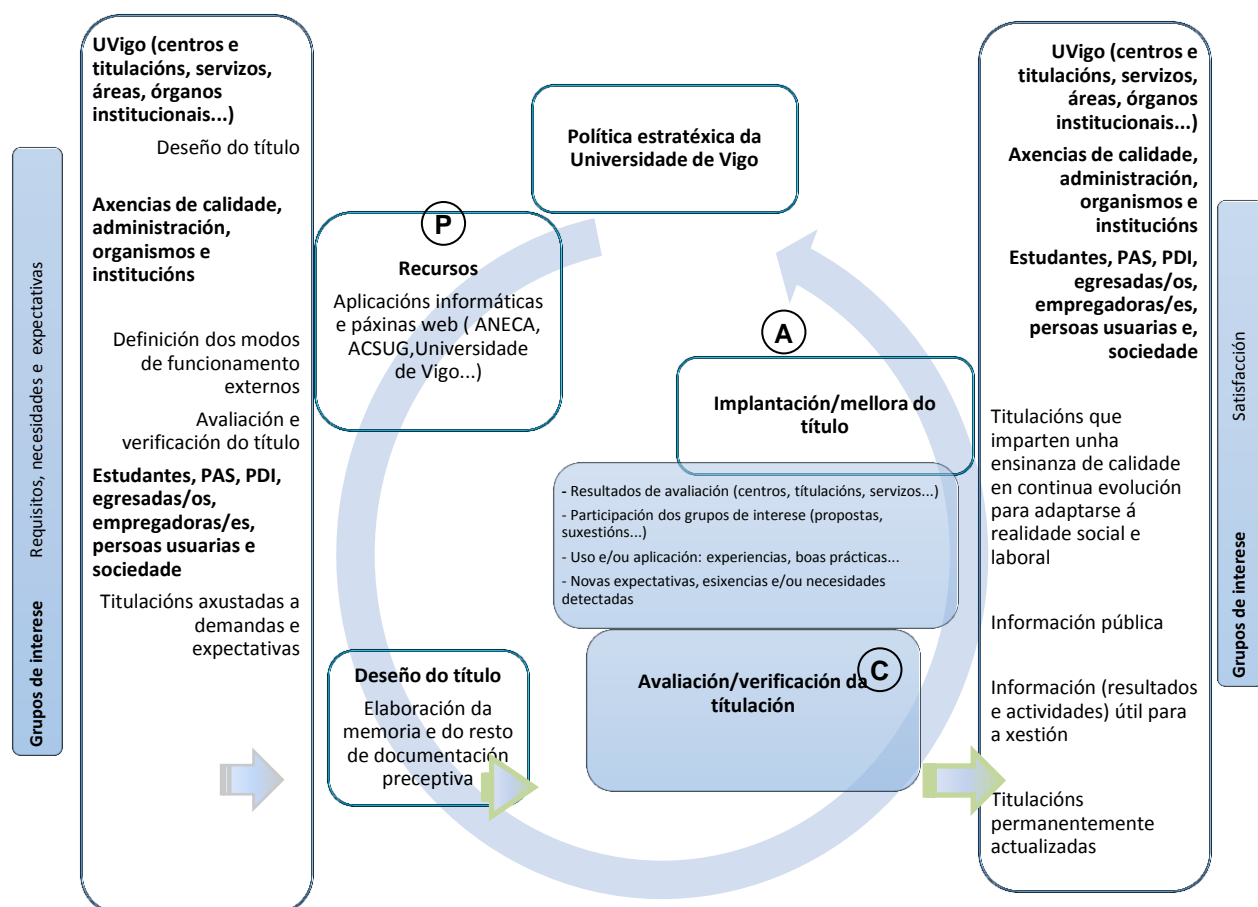 Grupos de interese
Requisitos, necesidades e expectativas
UVigo (centros e
titulacións, servizos,
áreas, órganos
institucionais...)
Deseño do título
Axencias de calidade,
administración,
organismos e
institucións
Definición dos modos
de funcionamento
externos
Avaliación e
verificación do título
Estudantes, PAS, PDI,
egresadas/os,
empregadoras/es,
persoas usuarias e
sociedade
Titulacións axustadas a
demandas e
expectativas
Política estratéxica da
Universidade de Vigo
P
Recursos
Aplicacións informáticas
e páxinas web ( ANECA,
ACSUG,Universidade
de Vigo...)
A
Implantación/mellora do
título
- Resultados de avaliación (centros, títulacións, servizos...)
- Participación dos grupos de interese (propostas,
suxestións...)
- Uso e/ou aplicación: experiencias, boas prácticas...
- Novas expectativas, esixencias e/ou necesidades
detectadas
Deseño do título
Elaboración da
memoria e do resto
de documentación
preceptiva
C
Avaliación/verificación da
títulación
UVigo (centros e
titulacións, servizos,
áreas, órganos
institucionais...)
Axencias de calidade,
administración,
organismos e
institucións
Estudantes, PAS, PDI,
egresadas/os,
empregadoras/es,
persoas usuarias e,
sociedade
Titulacións que
imparten unha
ensinanza de calidade
en continua evolución
para adaptarse á
realidade social e
laboral
Información pública
Información (resultados
e actividades) útil para
a xestión
Titulacións
permanentemente
actualizadas
Grupos de interese
Satisfacción